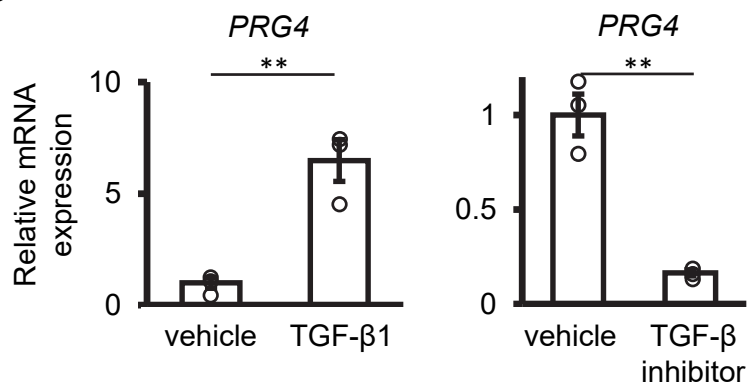 PRG4
**
Relative mRNA
expression
10
5
0
vehicle
TGF-β1
PRG4
**
1
0.5
0
vehicle
TGF-β
inhibitor